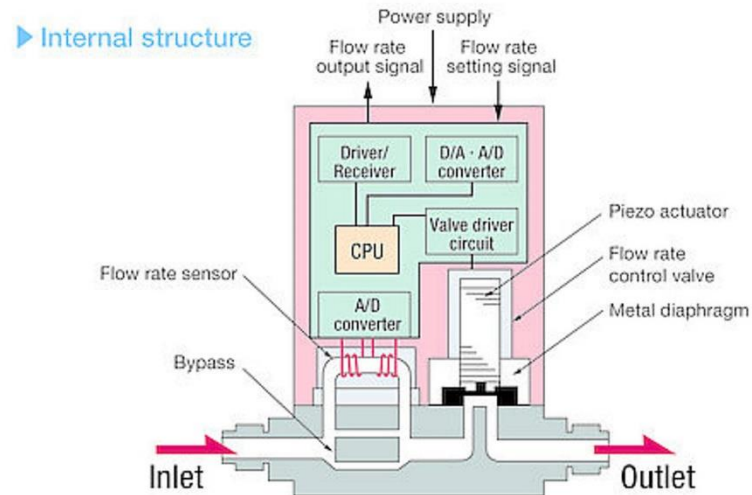 ▶ Internal structure
Power supply
Flow rate
output signal
Flow rate
setting signal
Driver/
Receiver
D/A · A/D
converter
CPU
Valve driver
circuit
A/D
converter
Piezo actuator
Flow rate
control valve
Metal diaphragm
Flow rate sensor
Bypass
Inlet
Outlet